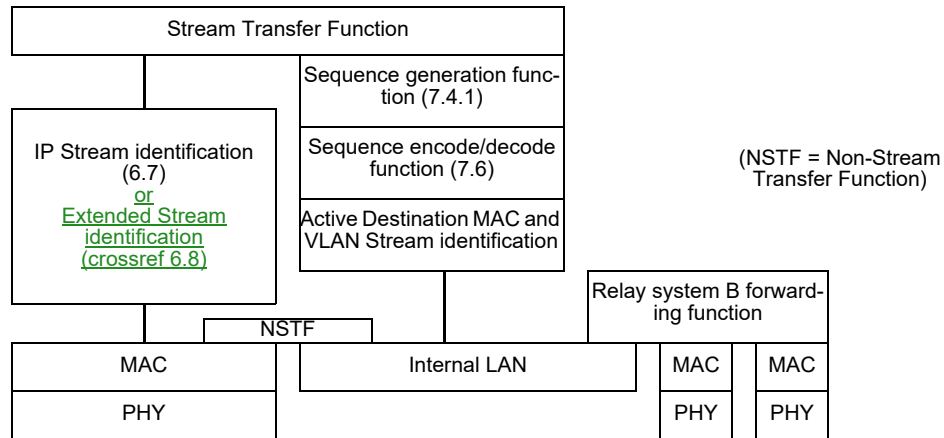 Stream Transfer Function
Sequence generation func-
tion (7.4.1)
IP Stream identification
(6.7)
or
Extended Stream
identification
(crossref 6.8)
Sequence encode/decode
function (7.6)
(NSTF = Non-Stream
Transfer Function)
Active Destination MAC and
VLAN Stream identification
Relay system B forward-
ing function
NSTF
MAC
Internal LAN
MAC
MAC
PHY
PHY
PHY